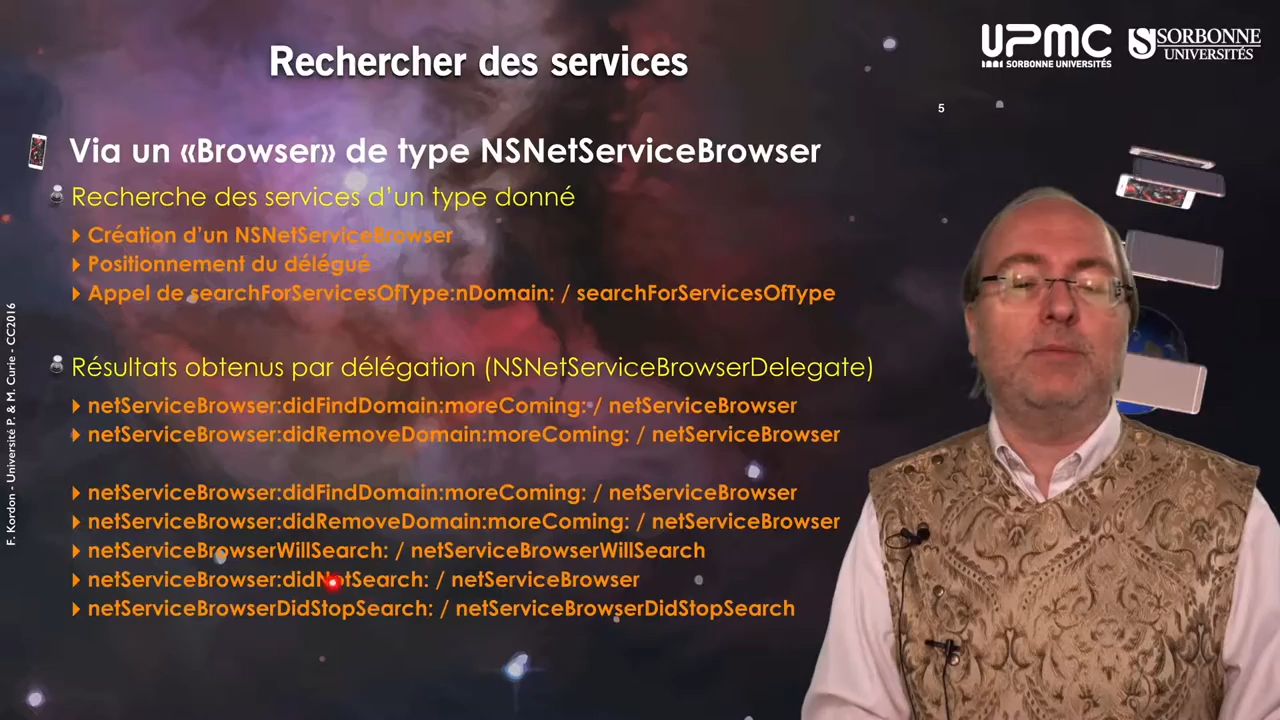 Rechercher des services
UPMC
SORBONNE UNIVERSITÉS
SORBONNE
UNIVERSITÉS
5
Via un «Browser» de type NSNetServiceBrowser
Recherche des services d’un type donné
Création d’un NSNetServiceBrowser
Positionnement du délégué
Appel de searchForServicesOfType:nDomain: / searchForServicesOfType
Résultats obtenus par délégation (NSNetServiceBrowserDelegate)
netServiceBrowser:didFindDomain:moreComing: / netServiceBrowser
netServiceBrowser:didRemoveDomain:moreComing: / netServiceBrowser
netServiceBrowser:didFindDomain:moreComing: / netServiceBrowser
netServiceBrowser:didRemoveDomain:moreComing: / netServiceBrowser
netServiceBrowserWillSearch: / netServiceBrowserWillSearch
netServiceBrowser:didNotSearch: / netServiceBrowser
netServiceBrowserDidStopSearch: / netServiceBrowserDidStopSearch
F. Kordon - Université P. & M. Curie - CC2016